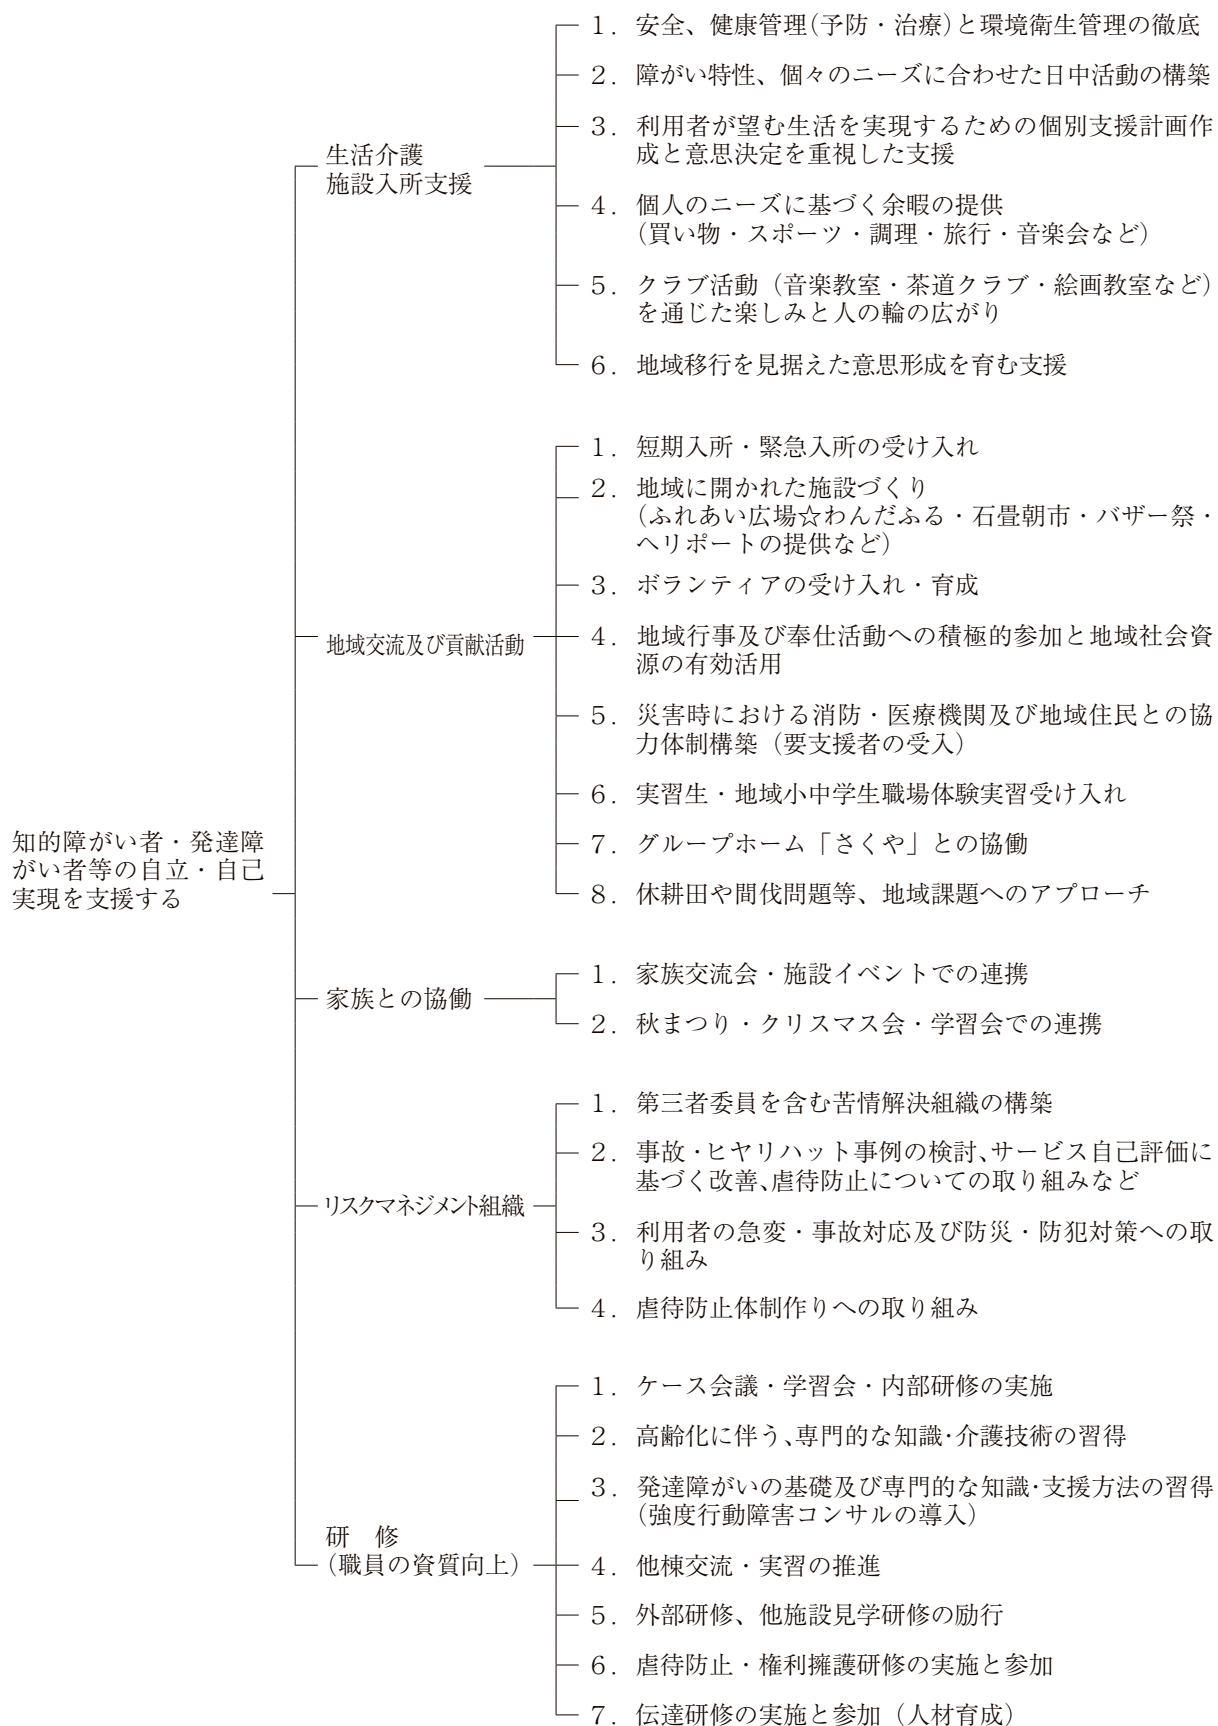 知的障がい者・発達障
がい者等の自立・自己
実現を支援する
生活介護
施設入所支援
１．安全、健康管理（予防・治療）と環境衛生管理の徹底
２．障がい特性、個々のニーズに合わせた日中活動の構築
３．利用者が望む生活を実現するための個別支援計画作
成と意思決定を重視した支援
４．個人のニーズに基づく余暇の提供
（買い物・スポーツ・調理・旅行・音楽会など）
５．クラブ活動（音楽教室・茶道クラブ・絵画教室など）
を通じた楽しみと人の輪の広がり
６．地域移行を見据えた意思形成を育む支援
地域交流及び貢献活動
１．短期入所・緊急入所の受け入れ
２．地域に開かれた施設づくり
（ふれあい広場☆わんだふる・石畳朝市・バザー祭・
ヘリポートの提供など）
３．ボランティアの受け入れ・育成
４．地域行事及び奉仕活動への積極的参加と地域社会資
源の有効活用
５．災害時における消防・医療機関及び地域住民との協
力体制構築（要支援者の受入）
６．実習生・地域小中学生職場体験実習受け入れ
７．グループホーム「さくや」との協働
８．休耕田や間伐問題等、地域課題へのアプローチ
家族との協働
１．家族交流会・施設イベントでの連携
２．秋まつり・クリスマス会・学習会での連携
リスクマネジメント組織
１．第三者委員を含む苦情解決組織の構築
２．事故・ヒヤリハット事例の検討、サービス自己評価に
基づく改善、虐待防止についての取り組みなど
３．利用者の急変・事故対応及び防災・防犯対策への取
り組み
４．虐待防止体制作りへの取り組み
研　修
（職員の資質向上）
１．ケース会議・学習会・内部研修の実施
２．高齢化に伴う、専門的な知識・介護技術の習得
３．発達障がいの基礎及び専門的な知識・支援方法の習得
（強度行動障害コンサルの導入）
４．他棟交流・実習の推進
５．外部研修、他施設見学研修の励行
６．虐待防止・権利擁護研修の実施と参加
７．伝達研修の実施と参加（人材育成）